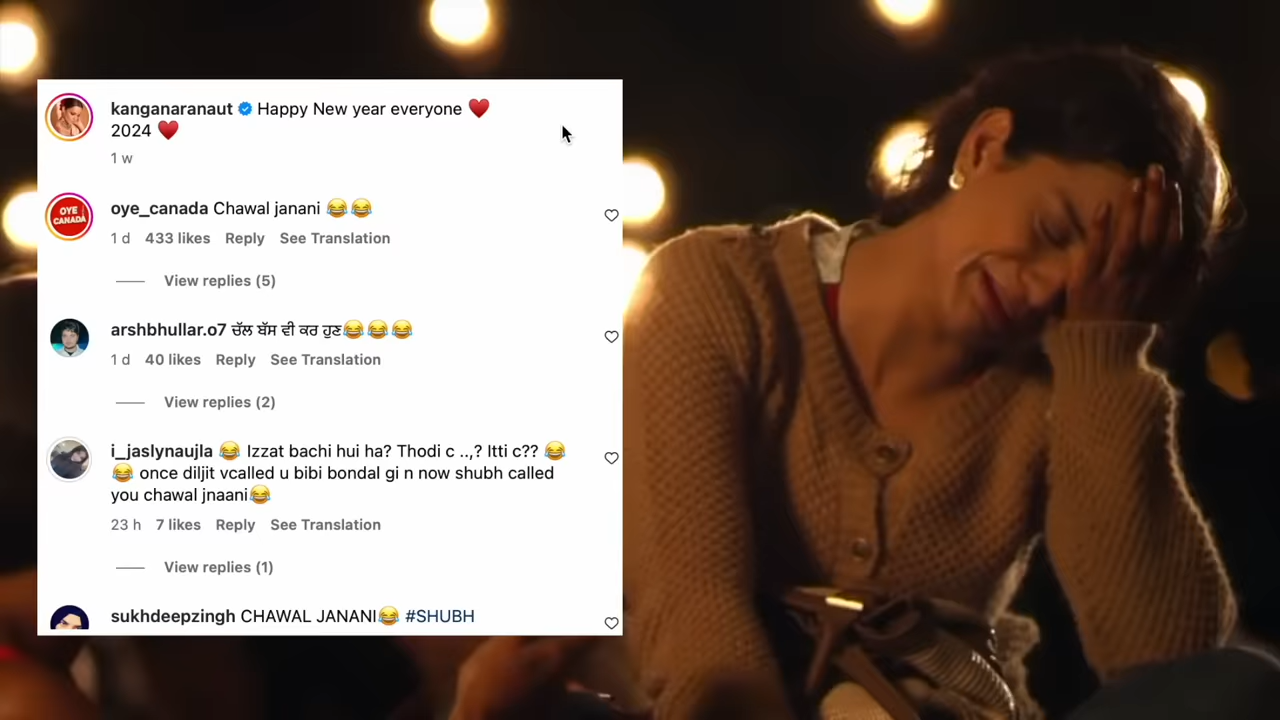 kanganaranaut Happy New year everyone ♥️
2024 ♥️
1 w
OYE
CANADA
oye_canada Chawal janani 😂😂
1 d 433 likes Reply See Translation
View replies (5)
arshbhullar.o7 ਚੱਲ ਬੱਸ ਵੀ ਕਰ ਹੁਣ😂😂😂
1 d 40 likes Reply See Translation
View replies (2)
i_jaslynaujla 😂 Izzat bachi hui ha? Thodi c ..,? Itti c?? 😂
😂 once diljit vcalled u bibi bondal gi n now shubh called
you chawal jnaani😂
23 h 7 likes Reply See Translation
View replies (1)
sukhdeepzingh CHAWAL JANANI😂 #SHUBH